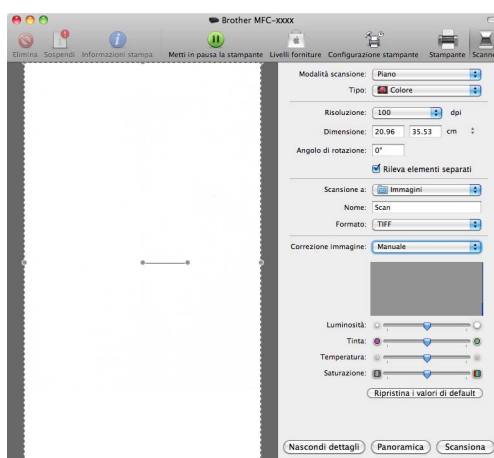 Brother MFC-xxxx
Elimina Sospendi Informazioni stampa Metti in pausa la stampante Livelli forniture Configurazione stampante Stampante Scanne
Modalità scansione: Piano
Tipo: Colore
Risoluzione: 100 dpi
Dimensione: 20.96 35.53 cm
Angolo di rotazione: 0°
Rileva elementi separati
Scansione a: Immagini
Nome: Scan
Formato: TIFF
Correzione immagine: Manuale
Luminosità:
Tinta:
Temperatura:
Saturazione:
Ripristina i valori di default
Nascondi dettagli Panoramica Scansiona